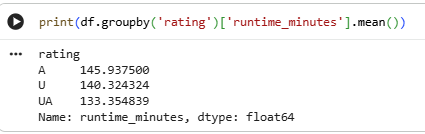 print(df.groupby('rating')['runtime_minutes'].mean())
rating
A     145.937500
U     140.324324
UA    133.354839
Name: runtime_minutes, dtype: float64